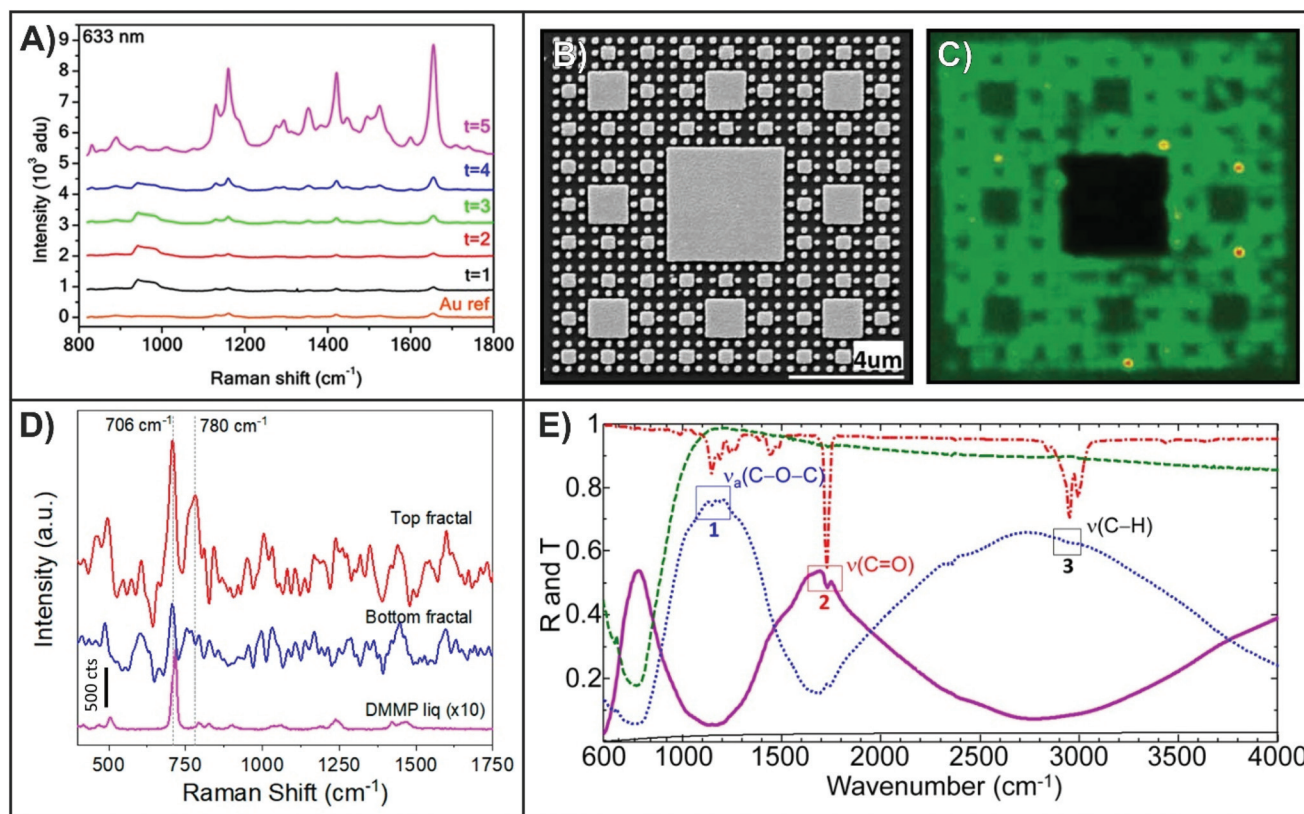 A)
633 nm
Intensity (10³ adu)
9
8
7
6
5
4
3
2
1
0
t=5
t=4
t=3
t=2
t=1
Au ref
800 1000 1200 1400 1600 1800
Raman shift (cm⁻¹)
B)
4um
C)
D)
706 cm⁻¹ 780 cm⁻¹
Intensity (a.u.)
Top fractal
Bottom fractal
500 cts
DMMP liq (x10)
500 750 1000 1250 1500 1750
Raman Shift (cm⁻¹)
E)
R and T
1
0.8
0.6
0.4
0.2
νa(C–O–C)
1
ν(C=O)
2
ν(C–H)
3
600 1000 1500 2000 2500 3000 3500 4000
Wavenumber (cm⁻¹)